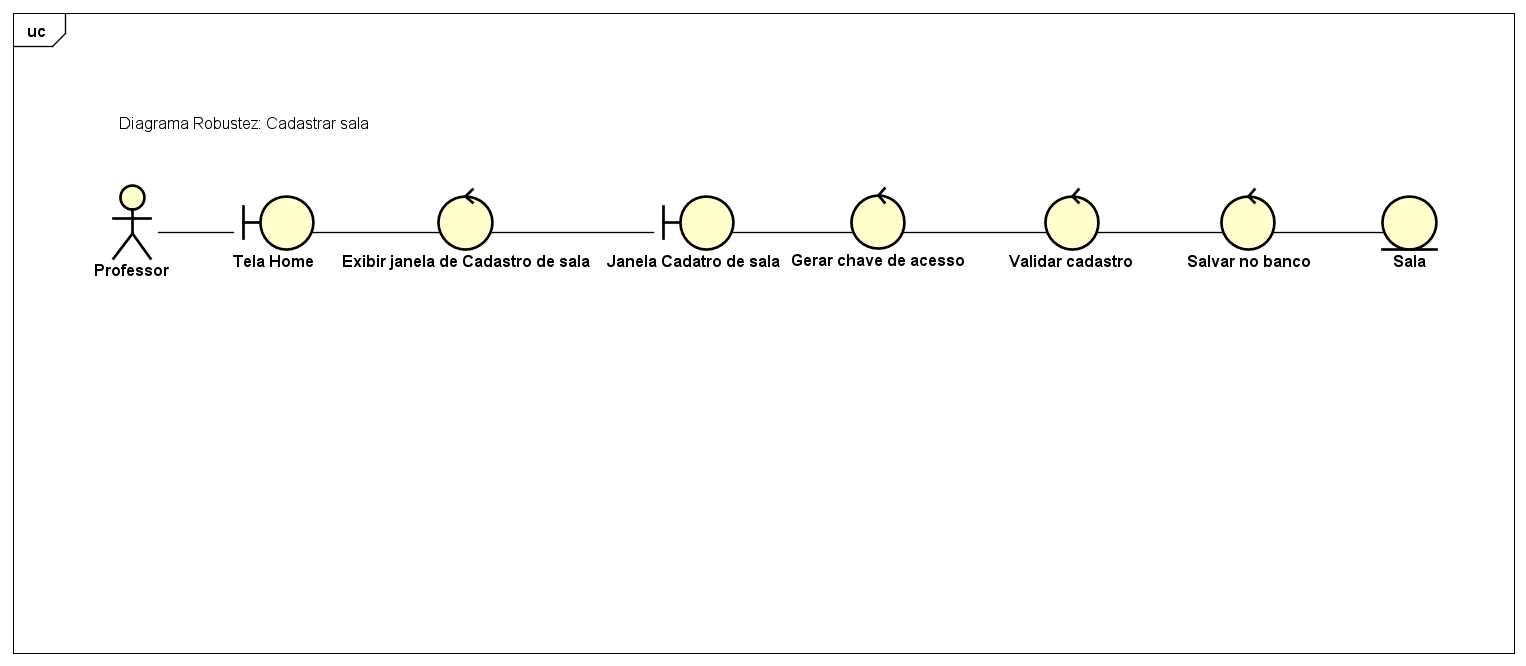 uc
Diagrama Robustez: Cadastrar sala
Professor
Tela Home
Exibir janela de Cadastro de sala
Janela Cadatro de sala
Gerar chave de acesso
Validar cadastro
Salvar no banco
Sala